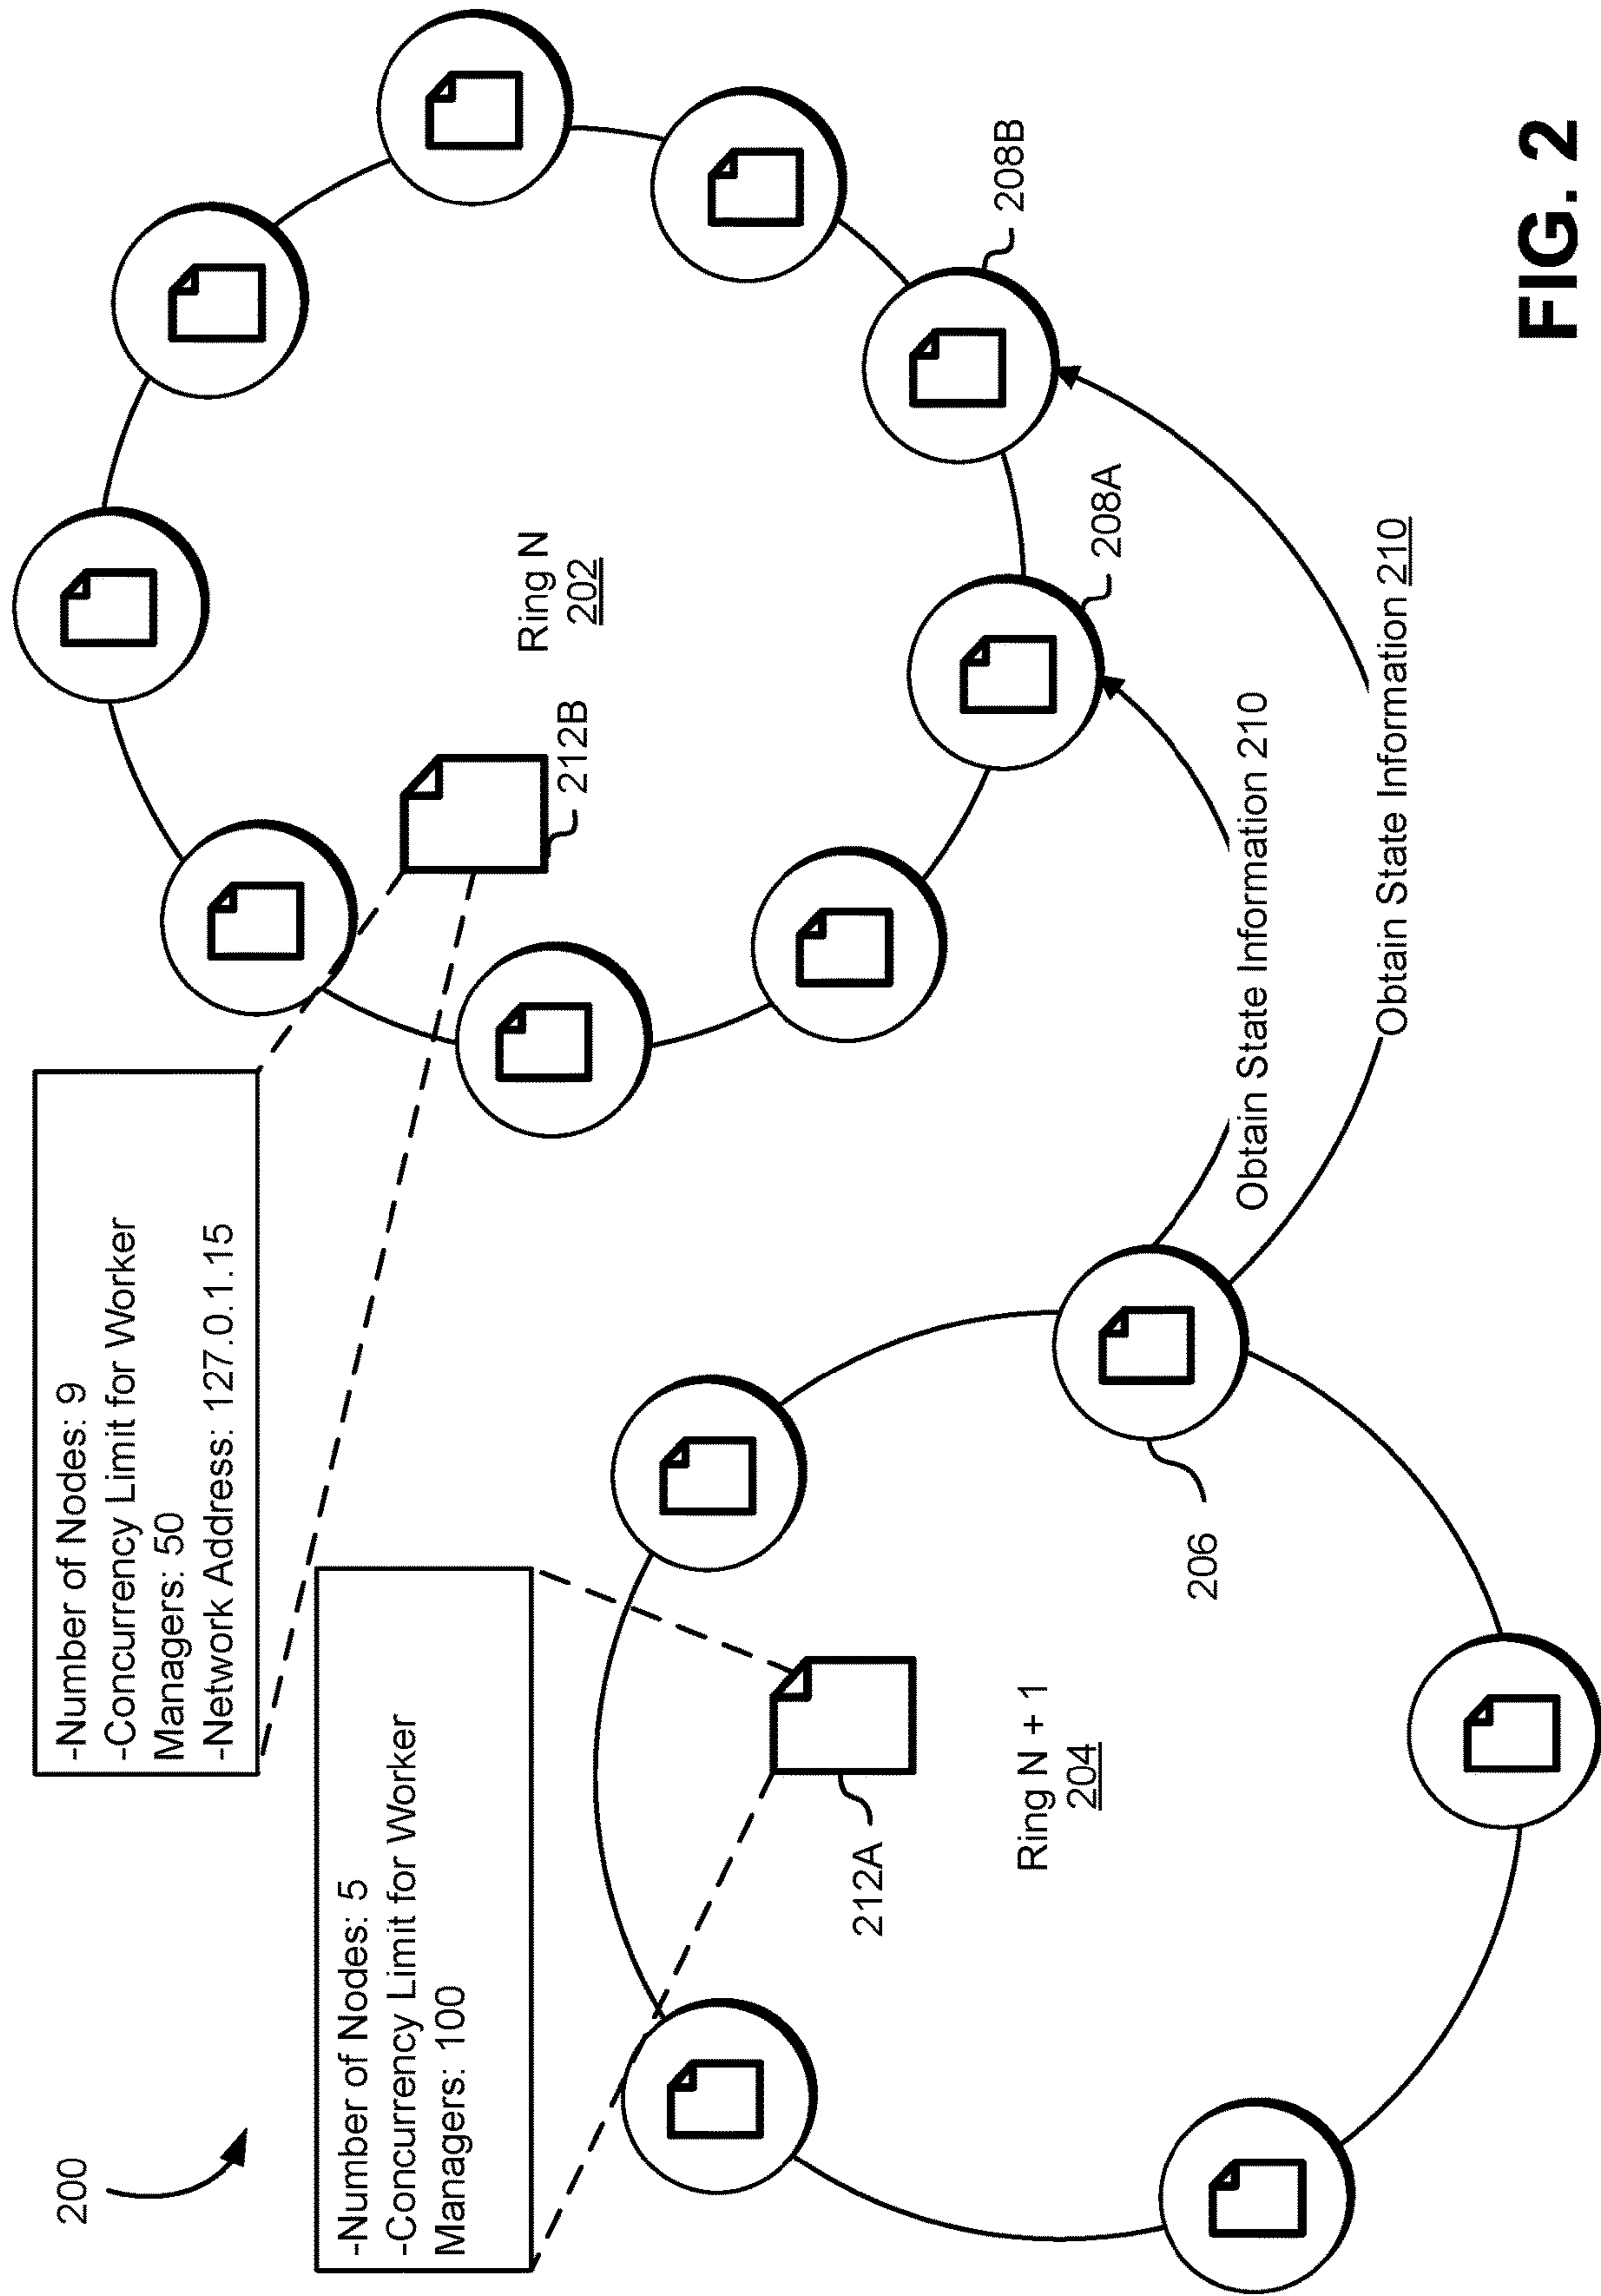 200
-Number of Nodes: 9
-Concurrency Limit for Worker
Managers: 50
-Network Address: 127.0.1.15
-Number of Nodes: 5
-Concurrency Limit for Worker
Managers: 100
212B
Ring N
202
212A
Ring N + 1
204
206
208A
208B
Obtain State Information 210
Obtain State Information 210
FIG. 2